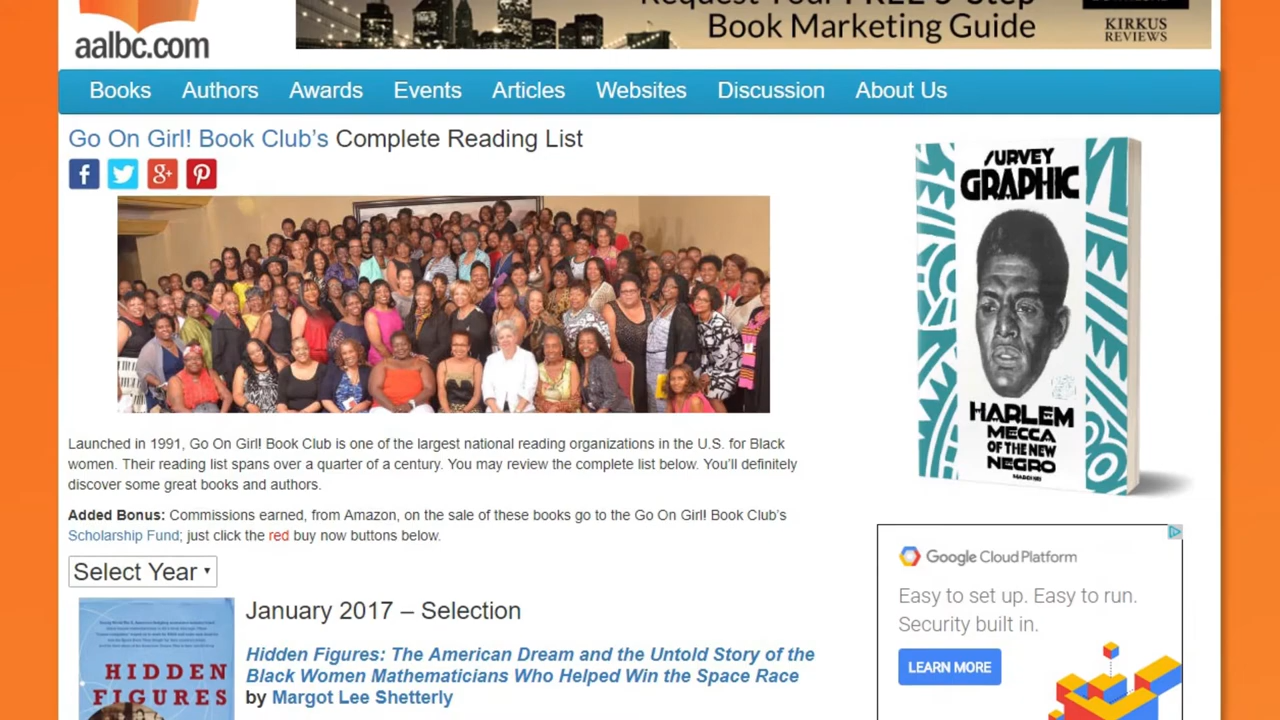 Book Marketing Guide
KIRKUS
REVIEWS
aalbc.com
Books Authors Awards Events Articles Websites Discussion About Us
Go On Girl! Book Club's Complete Reading List
Launched in 1991, Go On Girl! Book Club is one of the largest national reading organizations in the U.S. for Black
women. Their reading list spans over a quarter of a century. You may review the complete list below. You'll definitely
discover some great books and authors.
Added Bonus: Commissions earned, from Amazon, on the sale of these books go to the Go On Girl! Book Club's
Scholarship Fund; just click the red buy now buttons below.
Select Year
January 2017 – Selection
Hidden Figures: The American Dream and the Untold Story of the
Black Women Mathematicians Who Helped Win the Space Race
by Margot Lee Shetterly
HIDDEN
FIGURES
SURVEY
GRAPHIC
HARLEM
MECCA
OF THE NEW
NEGRO
Google Cloud Platform
Easy to set up. Easy to run.
Security built in.
LEARN MORE